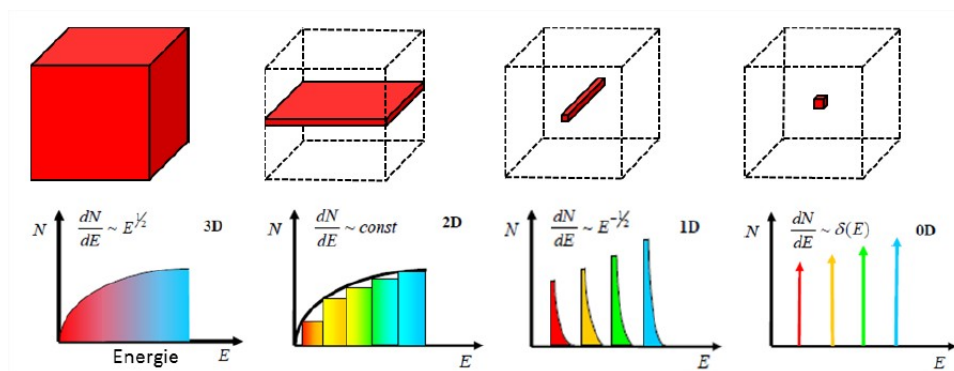 N
dN/dE ~ E^½
3D
Energie
E
N
dN/dE ~ const
2D
E
N
dN/dE ~ E^-½
1D
E
N
dN/dE ~ δ(E)
0D
E